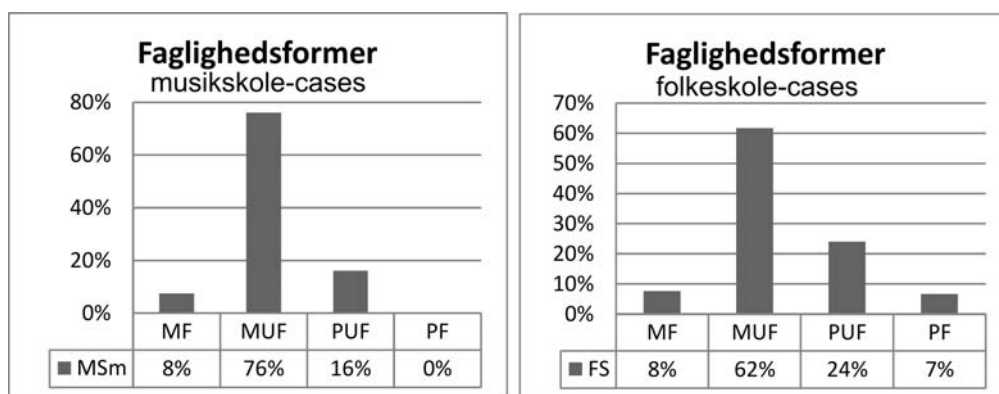 Faglighedsformer
musikskole-cases
80%
60%
40%
20%
0%
MF MUF PUF PF
MSm 8% 76% 16% 0%
Faglighedsformer
folkeskole-cases
70%
60%
50%
40%
30%
20%
10%
0%
MF MUF PUF PF
FS 8% 62% 24% 7%